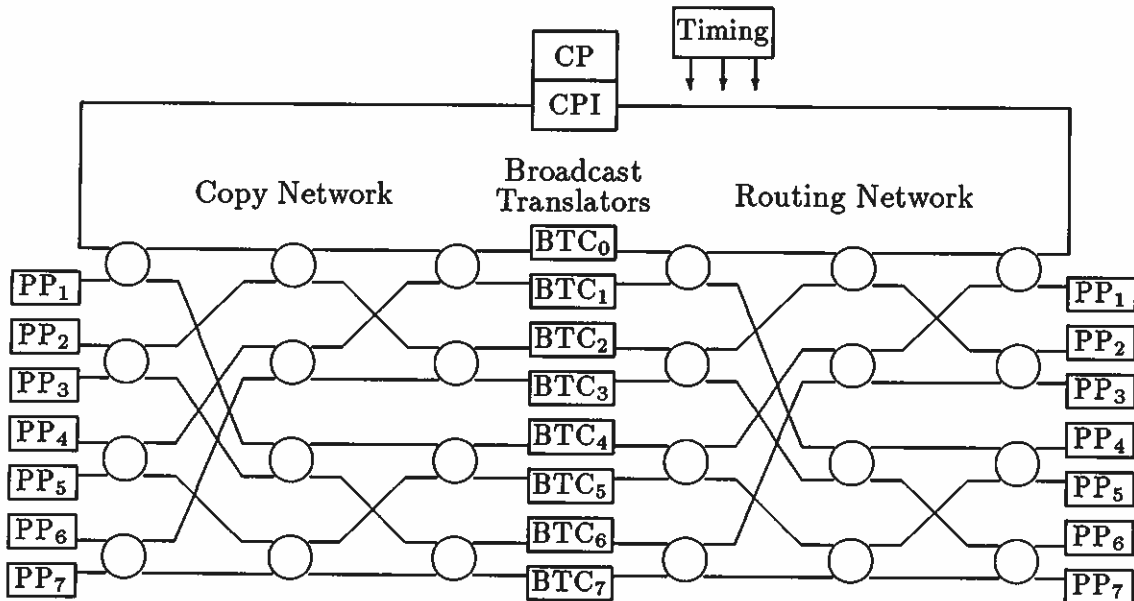 Timing
CP
CPI
Copy Network
Broadcast
Translators
Routing Network
BTC₀
PP₁
BTC₁
PP₁
PP₂
BTC₂
PP₂
PP₃
BTC₃
PP₃
PP₄
BTC₄
PP₄
PP₅
BTC₅
PP₅
PP₆
BTC₆
PP₆
PP₇
BTC₇
PP₇